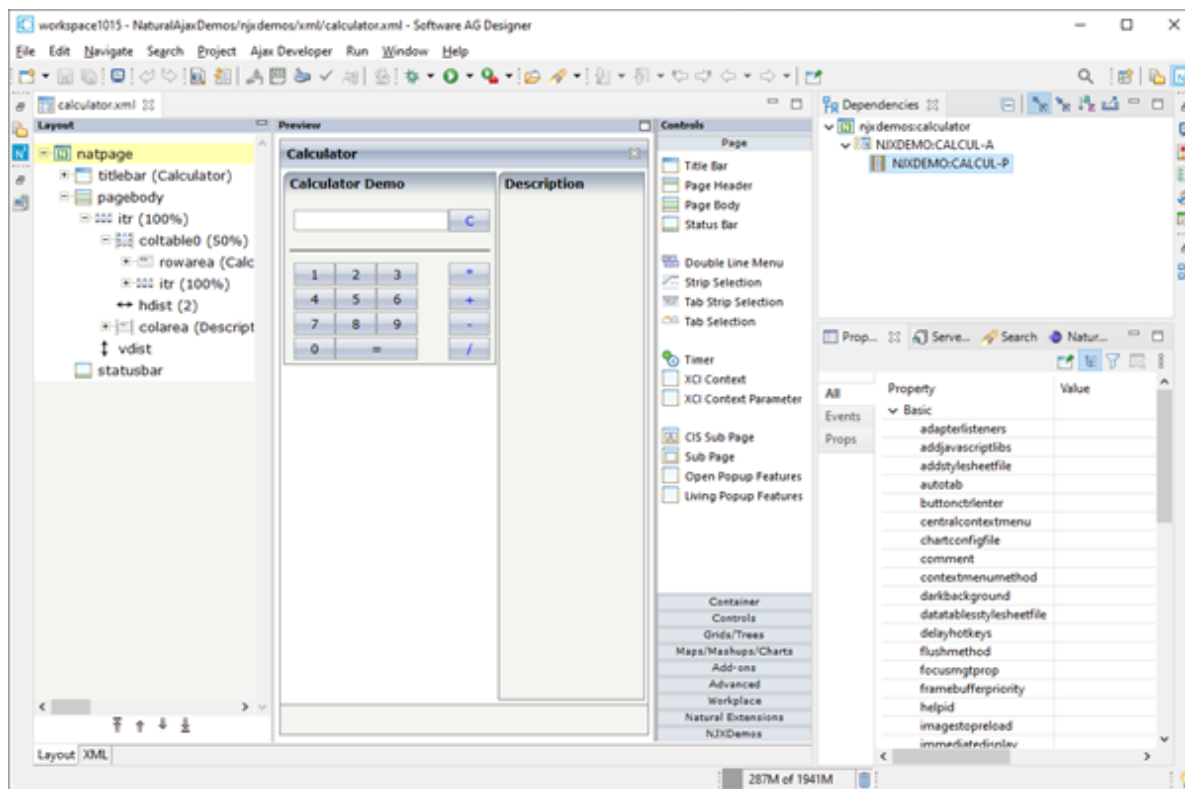 workspace1015 - NaturalAjaxDemos/njxdemos/xml/calculator.xml - Software AG Designer
File Edit Navigate Search Project Ajax Developer Run Window Help
calculator.xml
Layout
natpage
titlebar (Calculator)
pagebody
itr (100%)
coltable0 (50%)
rowarea (Calc
itr (100%)
hdist (2)
colarea (Descript
vdist
statusbar
Layout XML
Preview
Calculator
Calculator Demo
C
1 2 3 *
4 5 6 +
7 8 9 -
0 = /
Description
Controls
Page
Title Bar
Page Header
Page Body
Status Bar
Double Line Menu
Strip Selection
Tab Strip Selection
Tab Selection
Timer
XCI Context
XCI Context Parameter
CIS Sub Page
Sub Page
Open Popup Features
Living Popup Features
Container
Controls
Grids/Trees
Maps/Mashups/Charts
Add-ons
Advanced
Workplace
Natural Extensions
NJXDemos
Dependencies
njxdemos:calculator
NJXDEMO:CALCUL-A
NJXDEMO:CALCUL-P
Prop... Serve... Search Natur...
All
Events
Props
Property Value
Basic
adapterlisteners
addjavascriptlibs
addstylesheetfile
autotab
buttonctrlenter
centralcontextmenu
chartconfigfile
comment
contextmenumethod
darkbackground
datatablesstylesheetfile
delayhotkeys
flushmethod
focusmgtprop
framebufferpriority
helpid
imagestopreload
immediatedisplay
287M of 1941M